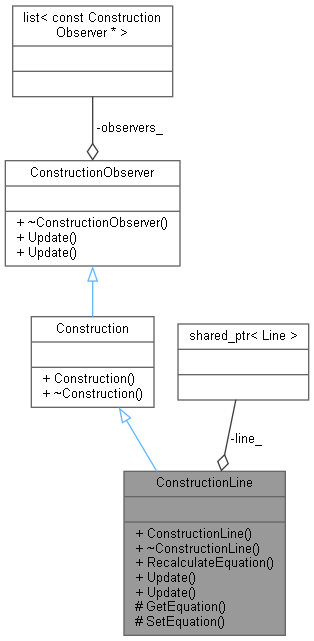 list< const Construction
Observer * >
-observers_
ConstructionObserver
+ ~ConstructionObserver()
+ Update()
+ Update()
Construction
+ Construction()
+ ~Construction()
shared_ptr< Line >
-line_
ConstructionLine
+ ConstructionLine()
+ ~ConstructionLine()
+ RecalculateEquation()
+ Update()
+ Update()
# GetEquation()
# SetEquation()